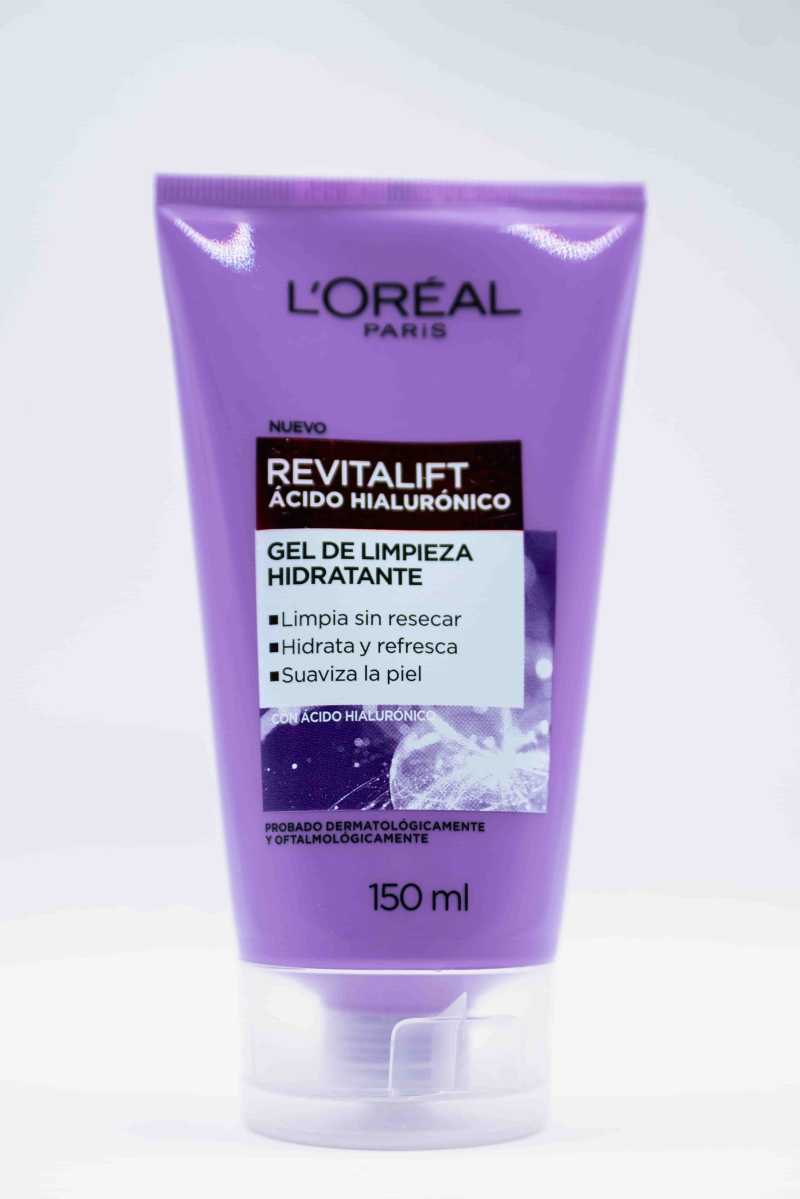 L'ORÉAL
PARIS
NUEVO
REVITALIFT
ÁCIDO HIALURÓNICO
GEL DE LIMPIEZA
HIDRATANTE
▪Limpia sin resecar
▪Hidrata y refresca
▪Suaviza la piel
CON ÁCIDO HIALURÓNICO
PROBADO DERMATOLÓGICAMENTE
Y OFTALMOLÓGICAMENTE
150 ml